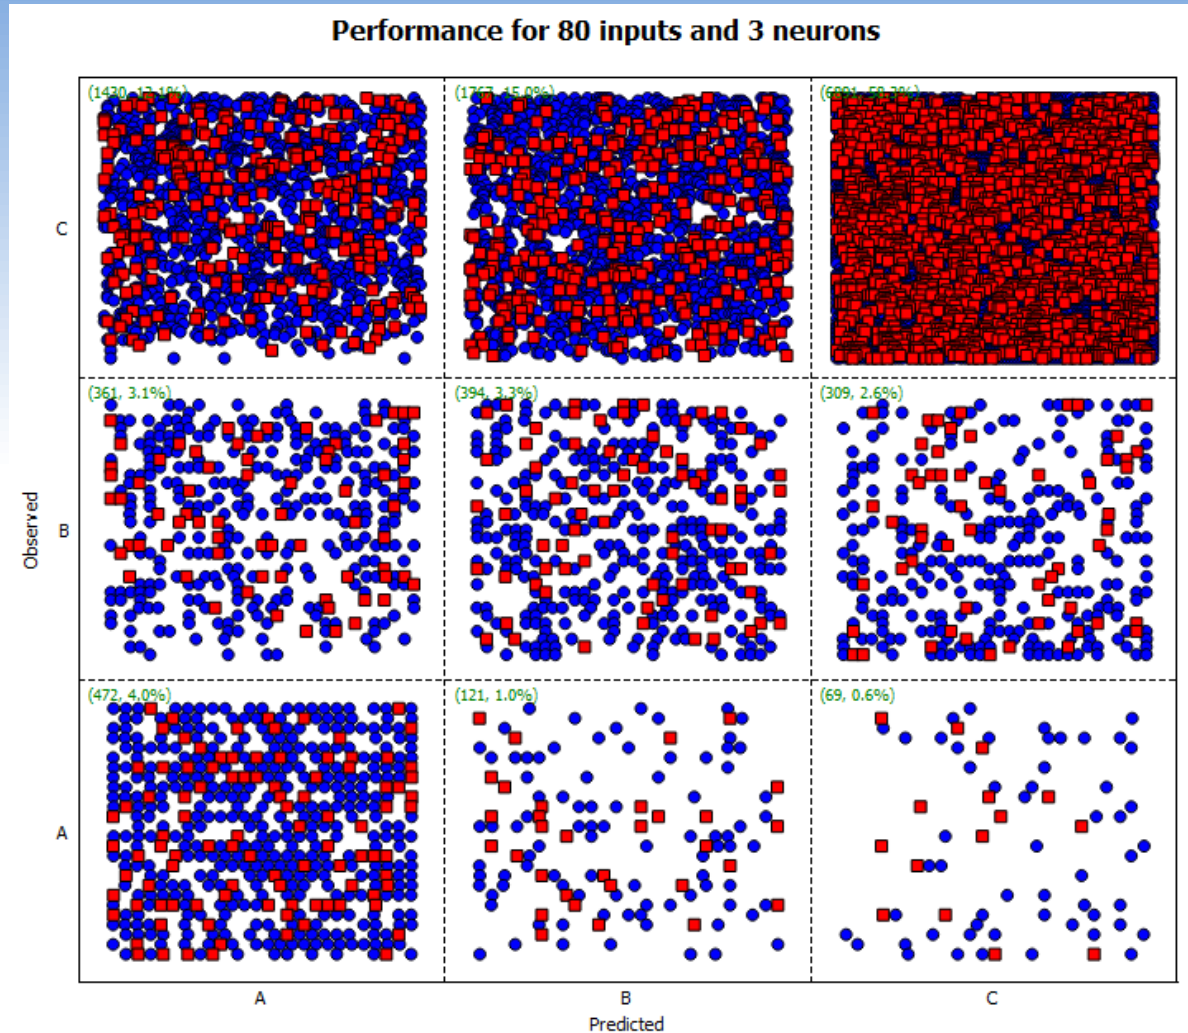 Performance for 80 inputs and 3 neurons
C
(361, 3.1%)
(394, 3.3%)
(309, 2.6%)
Observed
B
(472, 4.0%)
(121, 1.0%)
(69, 0.6%)
A
A
B
C
Predicted